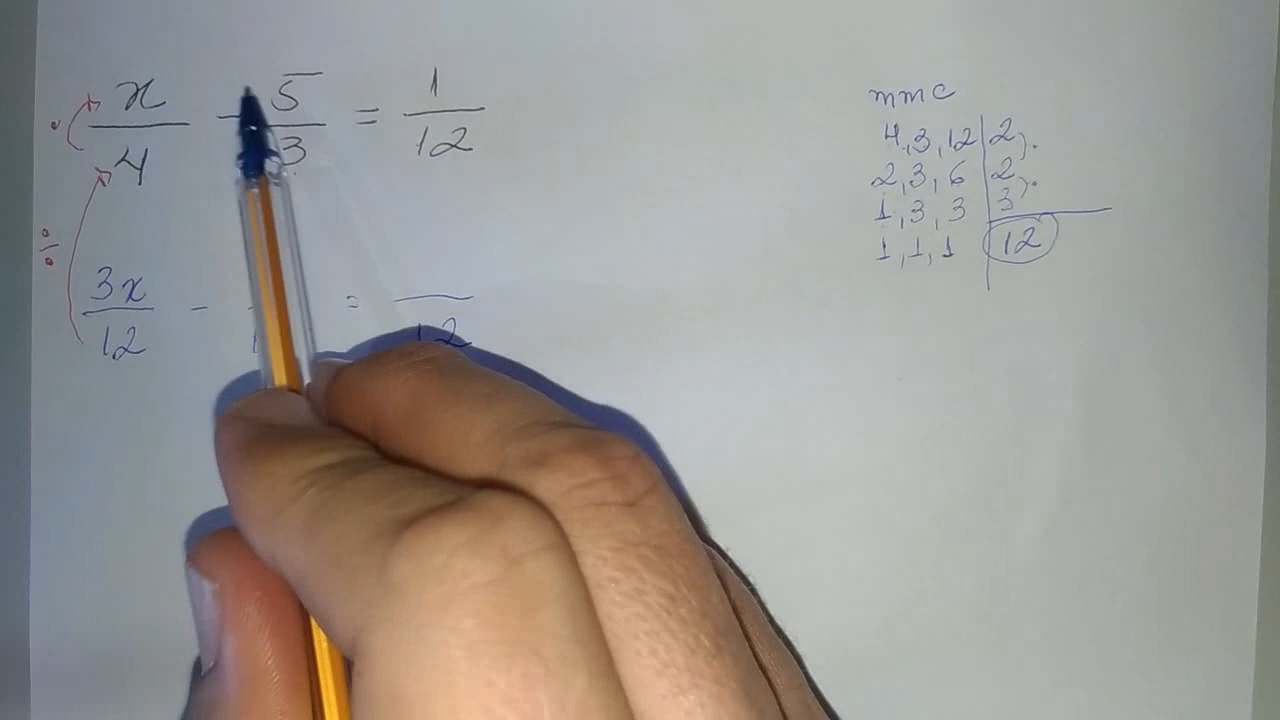 x/4 - 5/3 = 1/12
3x/12 - = /12
mmc
4,3,12|2
2,3,6|2
1,3,3|3
1,1,1|12